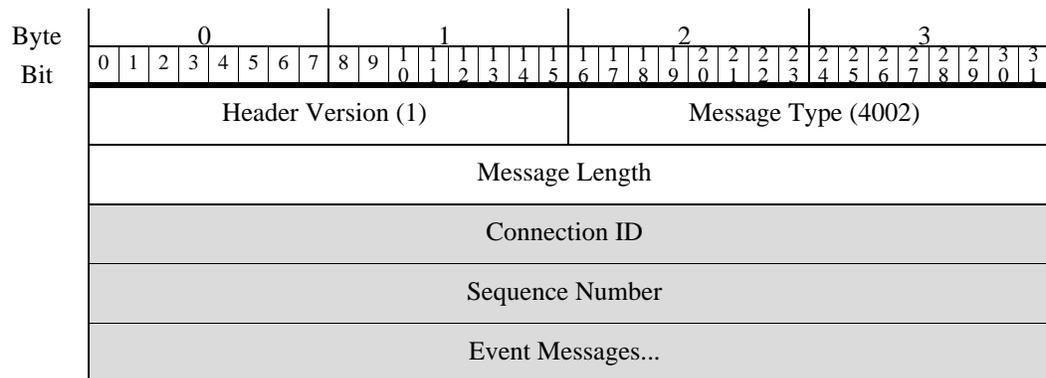 Byte 0 1 2 3
Bit 0 1 2 3 4 5 6 7 8 9 10 11 12 13 14 15 16 17 18 19 20 21 22 23 24 25 26 27 28 29 30 31
Header Version (1) Message Type (4002)
Message Length
Connection ID
Sequence Number
Event Messages...